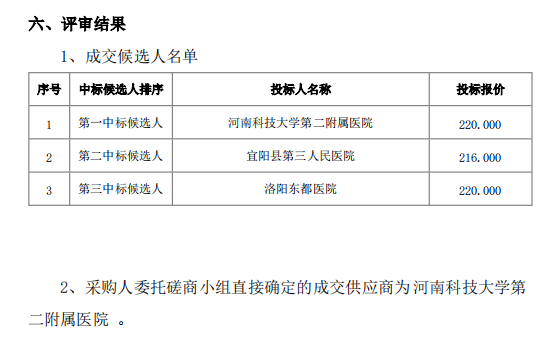 六、评审结果
1、成交候选人名单
序号 中标候选人排序 投标人名称 投标报价
1 第一中标候选人 河南科技大学第二附属医院 220.000
2 第二中标候选人 宜阳县第三人民医院 216.000
3 第三中标候选人 洛阳东都医院 220.000
2、采购人委托磋商小组直接确定的成交供应商为河南科技大学第
二附属医院 。